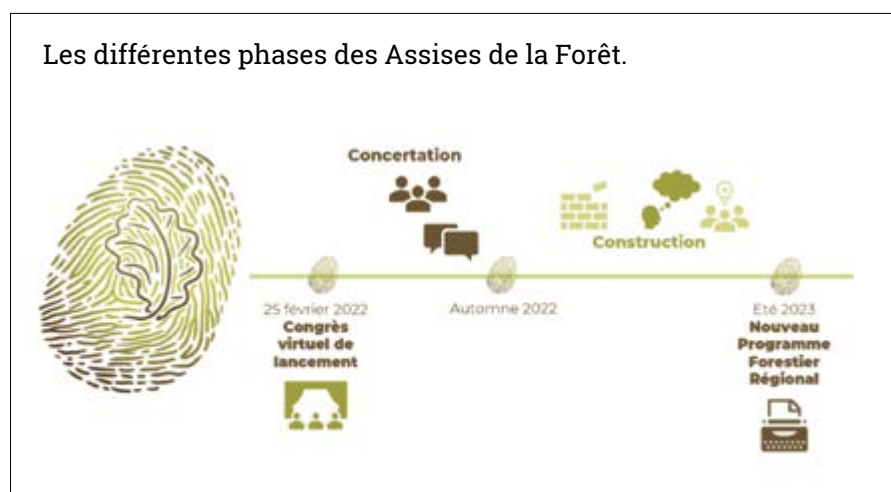 Les différentes phases des Assises de la Forêt.
Concertation
Construction
25 février 2022
Congrès
virtuel de
lancement
Automne 2022
Eté 2023
Nouveau
Programme
Forestier
Régional